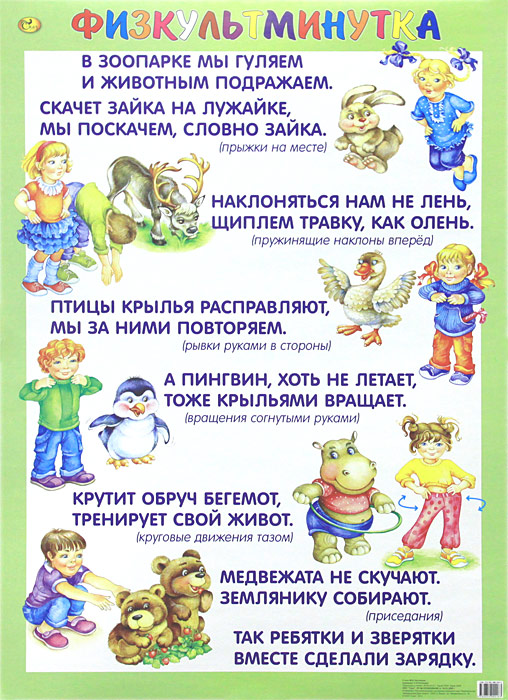 ФИЗКУЛЬТМИНУТКА
В ЗООПАРКЕ МЫ ГУЛЯЕМ
И ЖИВОТНЫМ ПОДРАЖАЕМ.
СКАЧЕТ ЗАЙКА НА ЛУЖАЙКЕ,
МЫ ПОСКАЧЕМ, СЛОВНО ЗАЙКА.
(прыжки на месте)
НАКЛОНЯТЬСЯ НАМ НЕ ЛЕНЬ,
ЩИПЛЕМ ТРАВКУ, КАК ОЛЕНЬ.
(пружинящие наклоны вперёд)
ПТИЦЫ КРЫЛЬЯ РАСПРАВЛЯЮТ,
МЫ ЗА НИМИ ПОВТОРЯЕМ.
(рывки руками в стороны)
А ПИНГВИН, ХОТЬ НЕ ЛЕТАЕТ,
ТОЖЕ КРЫЛЬЯМИ ВРАЩАЕТ.
(вращения согнутыми руками)
КРУТИТ ОБРУЧ БЕГЕМОТ,
ТРЕНИРУЕТ СВОЙ ЖИВОТ.
(круговые движения тазом)
МЕДВЕЖАТА НЕ СКУЧАЮТ.
ЗЕМЛЯНИКУ СОБИРАЮТ.
(приседания)
ТАК РЕБЯТКИ И ЗВЕРЯТКИ
ВМЕСТЕ СДЕЛАЛИ ЗАРЯДКУ.